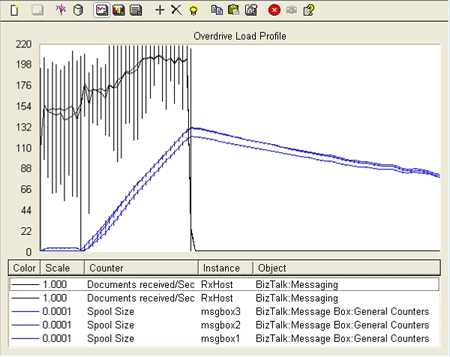 Overdrive Load Profile
220
198
176
154
132
110
88
66
44
22
0
Color Scale Counter Instance Object
1.000 Documents received/Sec RxHost BizTalk:Messaging
1.000 Documents received/Sec RxHost BizTalk:Messaging
0.0001 Spool Size msgbox3 BizTalk:Message Box:General Counters
0.0001 Spool Size msgbox2 BizTalk:Message Box:General Counters
0.0001 Spool Size msgbox1 BizTalk:Message Box:General Counters